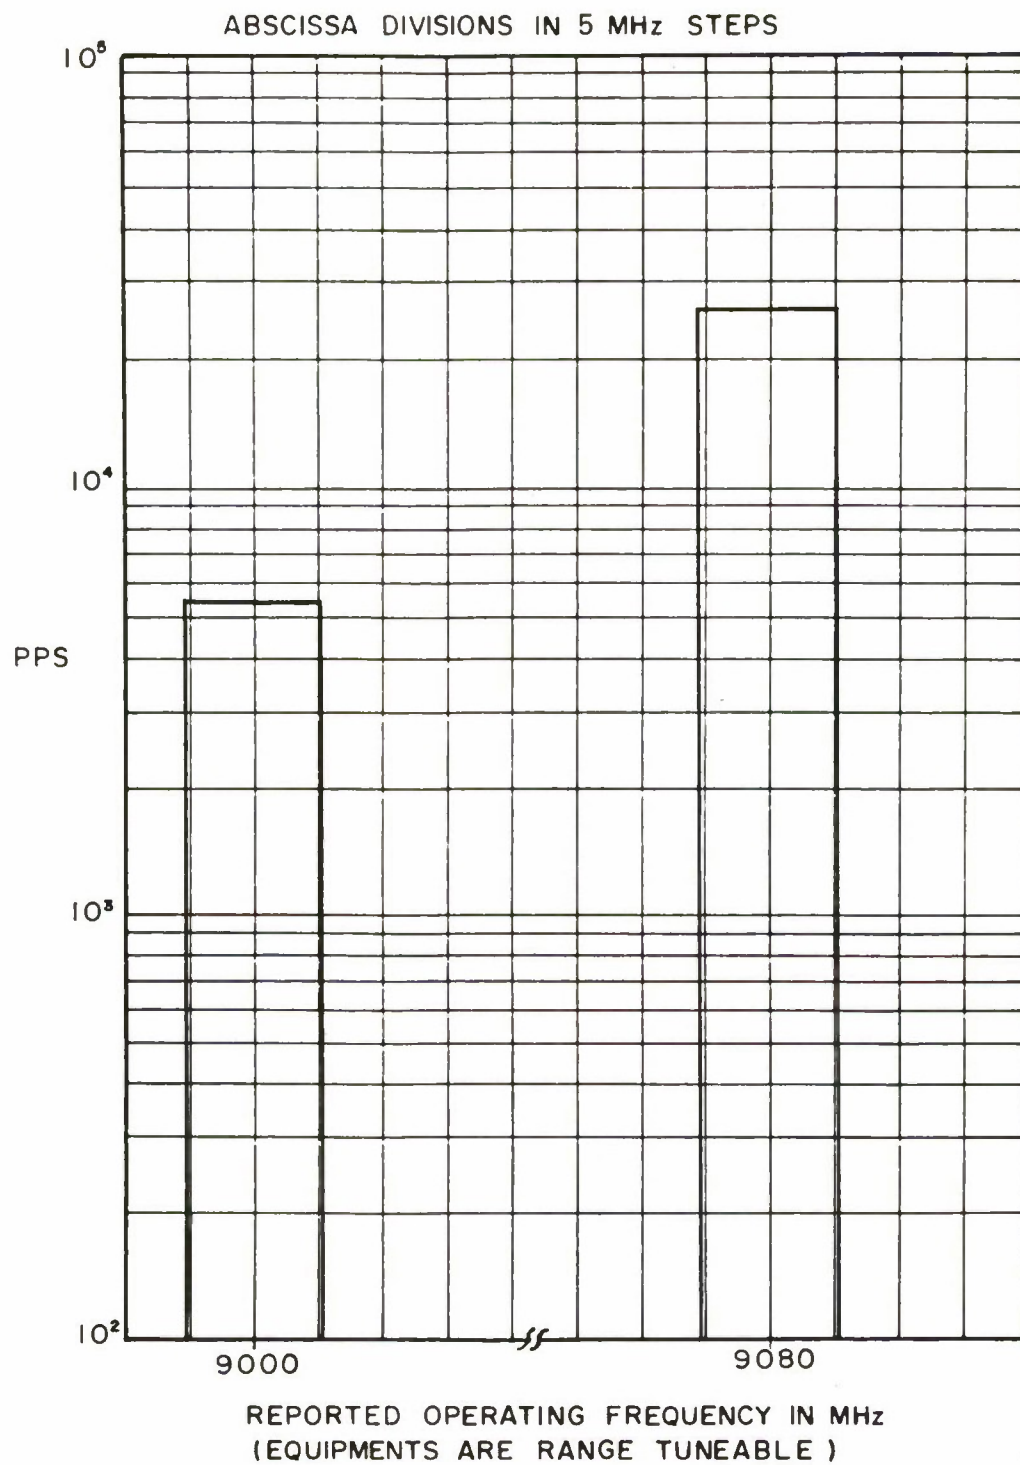 ABSCISSA DIVISIONS IN 5 MHz STEPS
10⁵
10⁴
PPS
10³
10²
9000
9080
REPORTED OPERATING FREQUENCY IN MHz
(EQUIPMENTS ARE RANGE TUNEABLE )